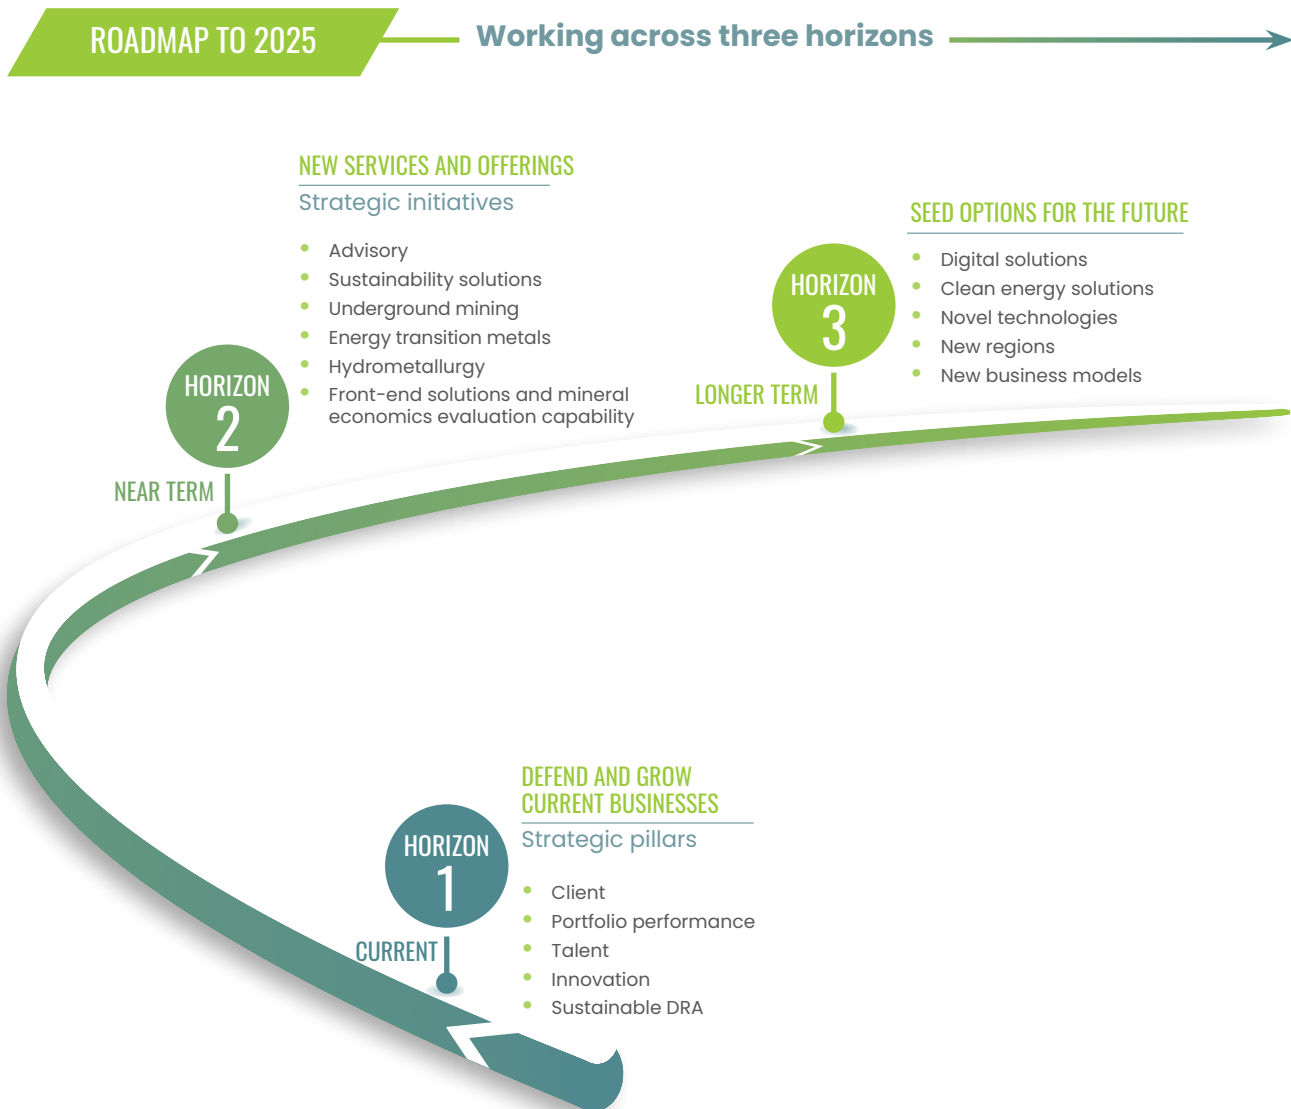 ROADMAP TO 2025
Working across three horizons
NEW SERVICES AND OFFERINGS
Strategic initiatives
Advisory
Sustainability solutions
Underground mining
Energy transition metals
Hydrometallurgy
Front-end solutions and mineral
economics evaluation capability
HORIZON
2
NEAR TERM
SEED OPTIONS FOR THE FUTURE
Digital solutions
Clean energy solutions
Novel technologies
New regions
New business models
HORIZON
3
LONGER TERM
DEFEND AND GROW
CURRENT BUSINESSES
Strategic pillars
Client
Portfolio performance
Talent
Innovation
Sustainable DRA
HORIZON
1
CURRENT